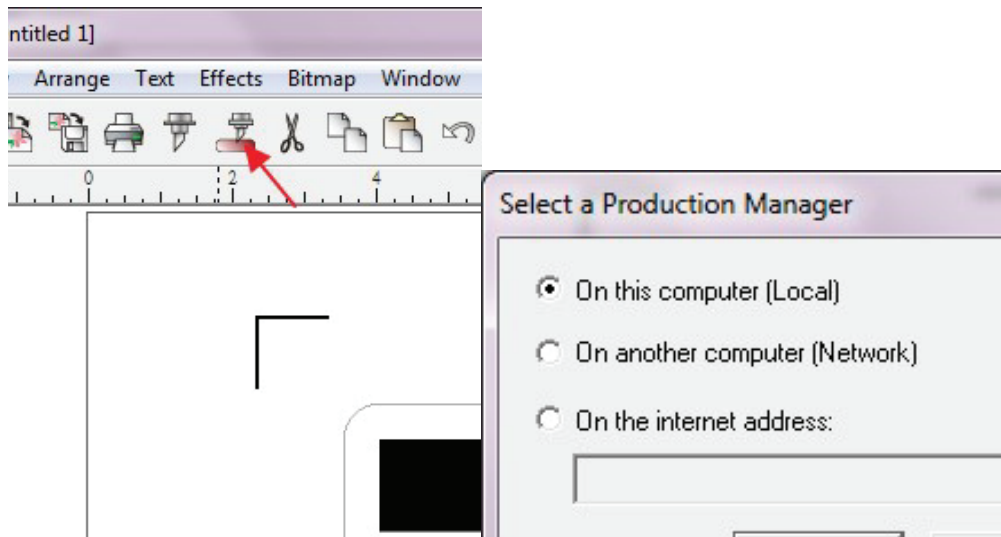 ntitled 1]
Arrange Text Effects Bitmap Window
0 2 4
Select a Production Manager
On this computer (Local)
On another computer (Network)
On the internet address: